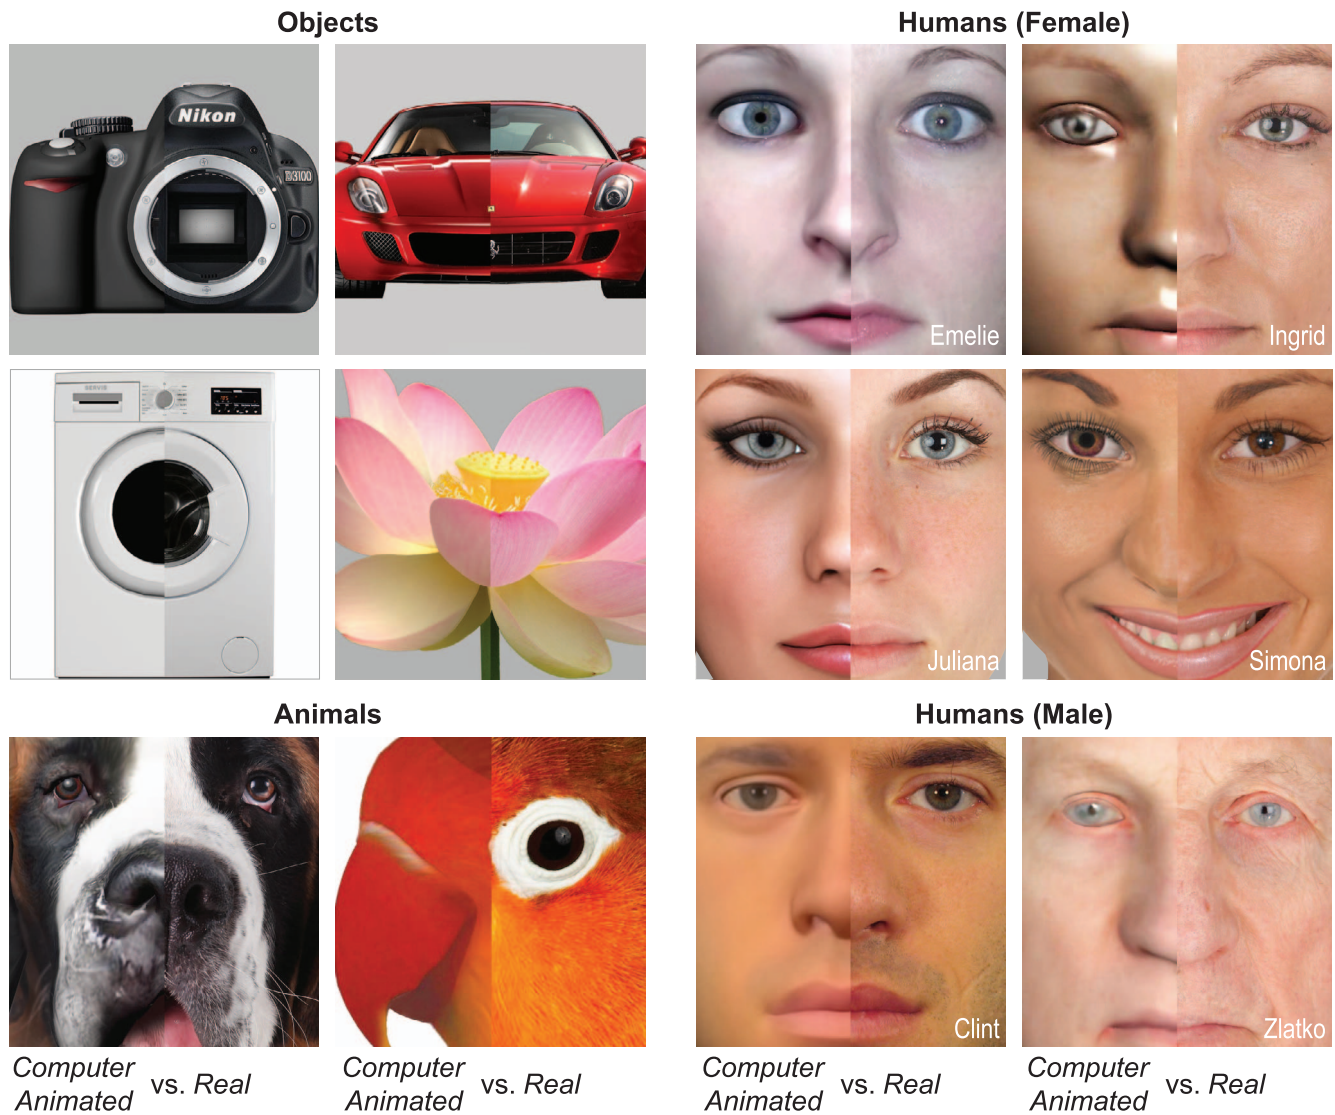 Objects
Humans (Female)
Nikon
D3100
Emelie
Ingrid
Juliana
Simona
Animals
Humans (Male)
Clint
Zlatko
Computer
Animated vs. Real
Computer
Animated vs. Real
Computer
Animated vs. Real
Computer
Animated vs. Real